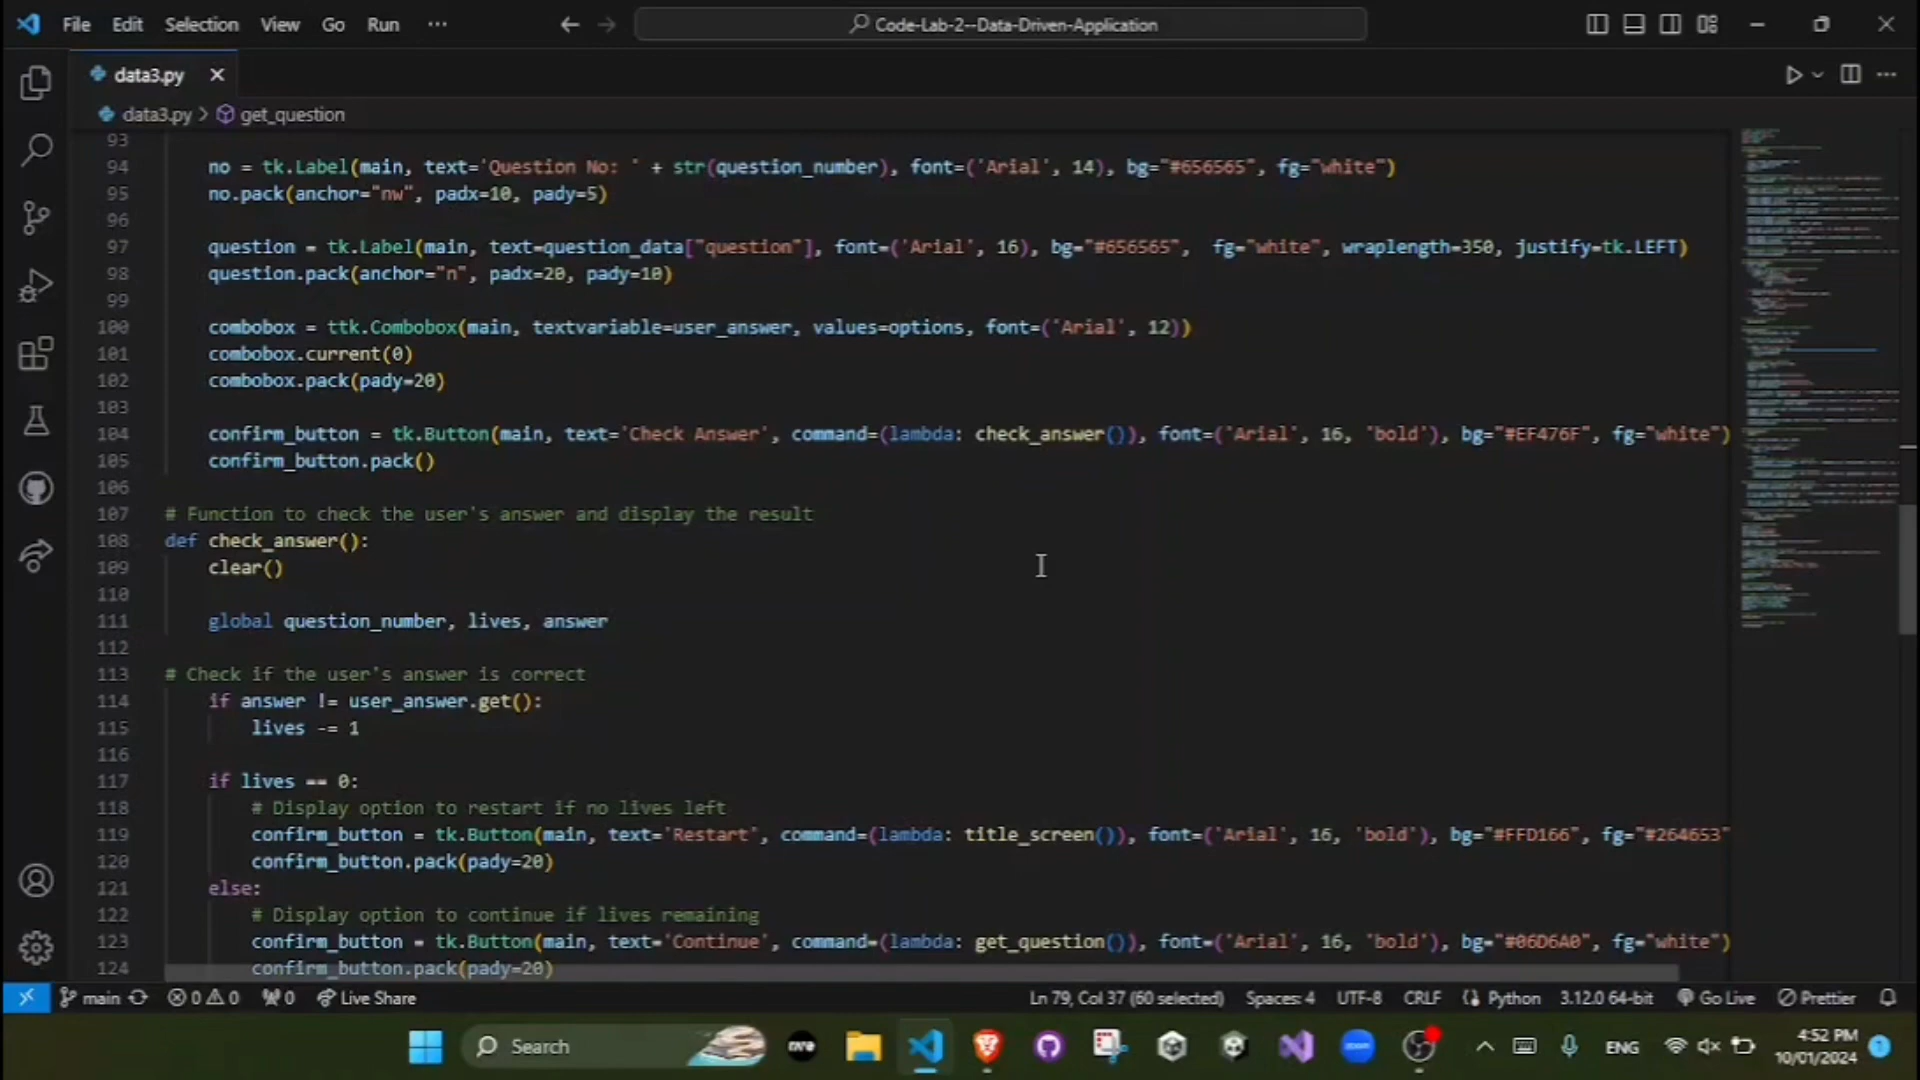 File Edit Selection View Go Run ··· Code-Lab-2--Data-Driven-Application
data3.py
data3.py > get_question
93
94 no = tk.Label(main, text='Question No: ' + str(question_number), font=('Arial', 14), bg="#656565", fg="white")
95 no.pack(anchor="nw", padx=10, pady=5)
96
97 question = tk.Label(main, text=question_data["question"], font=('Arial', 16), bg="#656565", fg="white", wraplength=350, justify=tk.LEFT)
98 question.pack(anchor="n", padx=20, pady=10)
99
100 combobox = ttk.Combobox(main, textvariable=user_answer, values=options, font=('Arial', 12))
101 combobox.current(0)
102 combobox.pack(pady=20)
103
104 confirm_button = tk.Button(main, text='Check Answer', command=(lambda: check_answer()), font=('Arial', 16, 'bold'), bg="#EF476F", fg="white")
105 confirm_button.pack()
106
107 # Function to check the user's answer and display the result
108 def check_answer():
109 clear()
110
111 global question_number, lives, answer
112
113 # Check if the user's answer is correct
114 if answer != user_answer.get():
115 lives -= 1
116
117 if lives == 0:
118 # Display option to restart if no lives left
119 confirm_button = tk.Button(main, text='Restart', command=(lambda: title_screen()), font=('Arial', 16, 'bold'), bg="#FFD166", fg="#264653"
120 confirm_button.pack(pady=20)
121 else:
122 # Display option to continue if lives remaining
123 confirm_button = tk.Button(main, text='Continue', command=(lambda: get_question()), font=('Arial', 16, 'bold'), bg="#06D6A0", fg="white")
124 confirm_button.pack(pady=20)
main 0 0 0 Live Share Ln 79, Col 37 (60 selected) Spaces: 4 UTF-8 CRLF Python 3.12.0 64-bit Go Live Prettier
Search nve zoom ENG 4:52 PM
10/01/2024 1